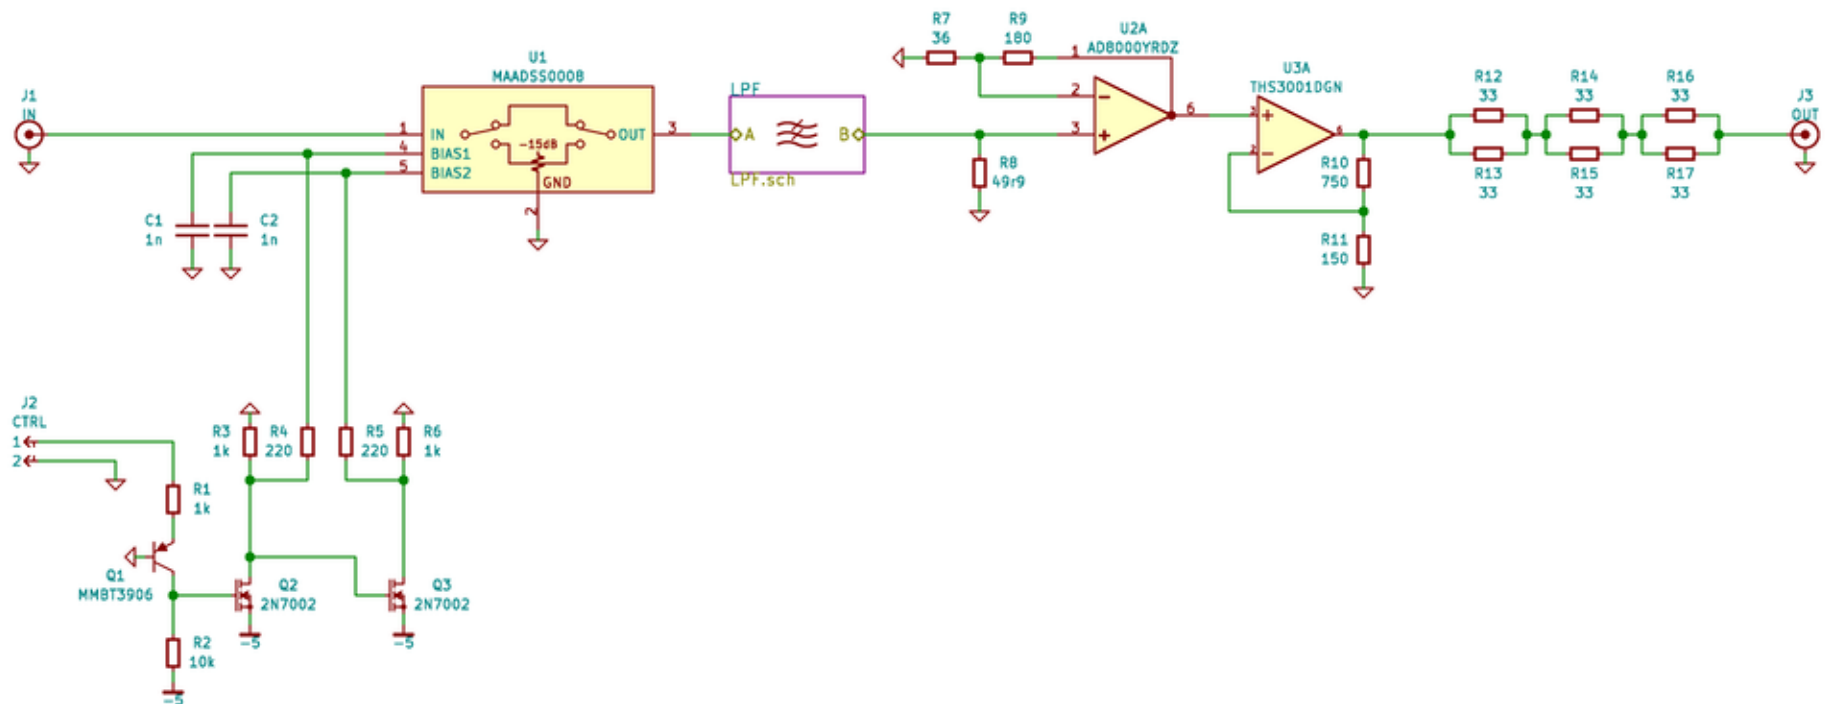 J1
IN
U1
MAADSS0008
1
IN
4
BIAS1
5
BIAS2
-15dB
GND
2
OUT
3
C1
1n
C2
1n
LPF
A
B
LPF.sch
R7
36
R9
180
R8
49r9
U2A
AD8000YRDZ
1
2
3
6
U3A
THS3001DGN
3
2
6
R10
750
R11
150
R12
33
R13
33
R14
33
R15
33
R16
33
R17
33
J3
OUT
J2
CTRL
1
2
R1
1k
Q1
MMBT3906
R2
10k
-5
R3
1k
R4
220
R5
220
R6
1k
Q2
2N7002
-5
Q3
2N7002
-5